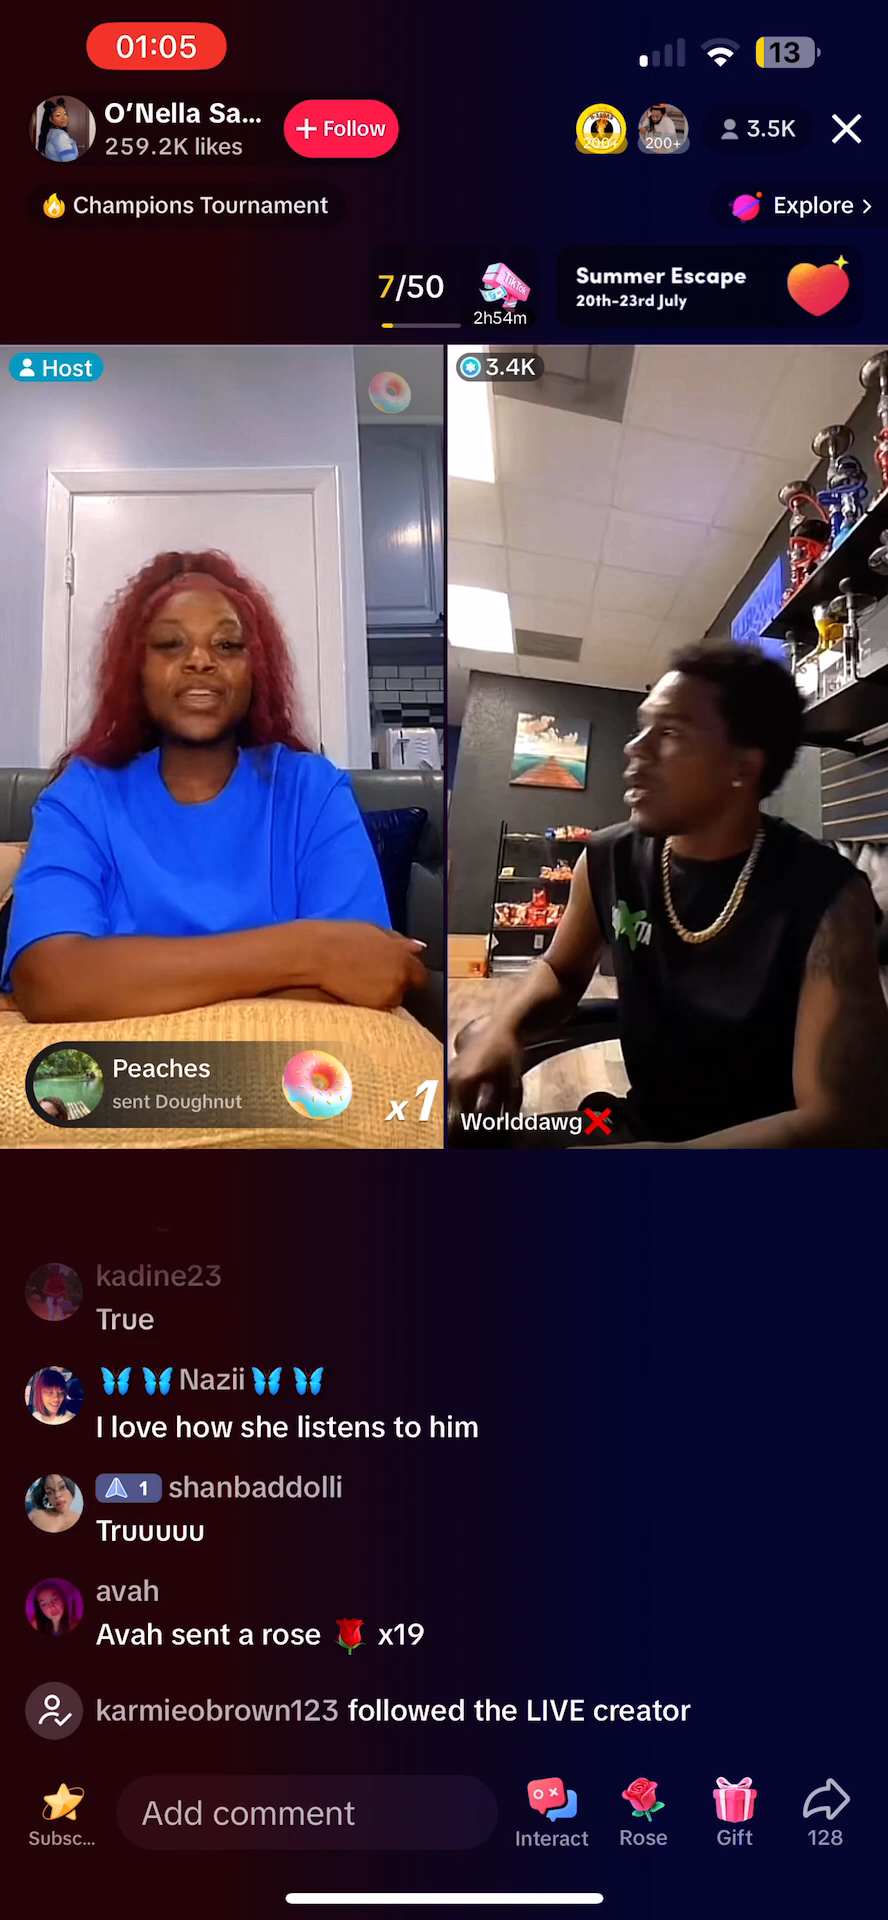 01:05
13
O’Nella Sa...
259.2K likes
+ Follow
200+
200+
3.5K
Champions Tournament
Explore >
7/50
TikTok
2h54m
Summer Escape
20th-23rd July
Host
3.4K
Peaches
sent Doughnut
x1
Worlddawg
kadine23
True
Nazii
I love how she listens to him
1 shanbaddolli
Truuuuu
avah
Avah sent a rose x19
karmieobrown123 followed the LIVE creator
Subsc...
Add comment
Interact
Rose
Gift
128